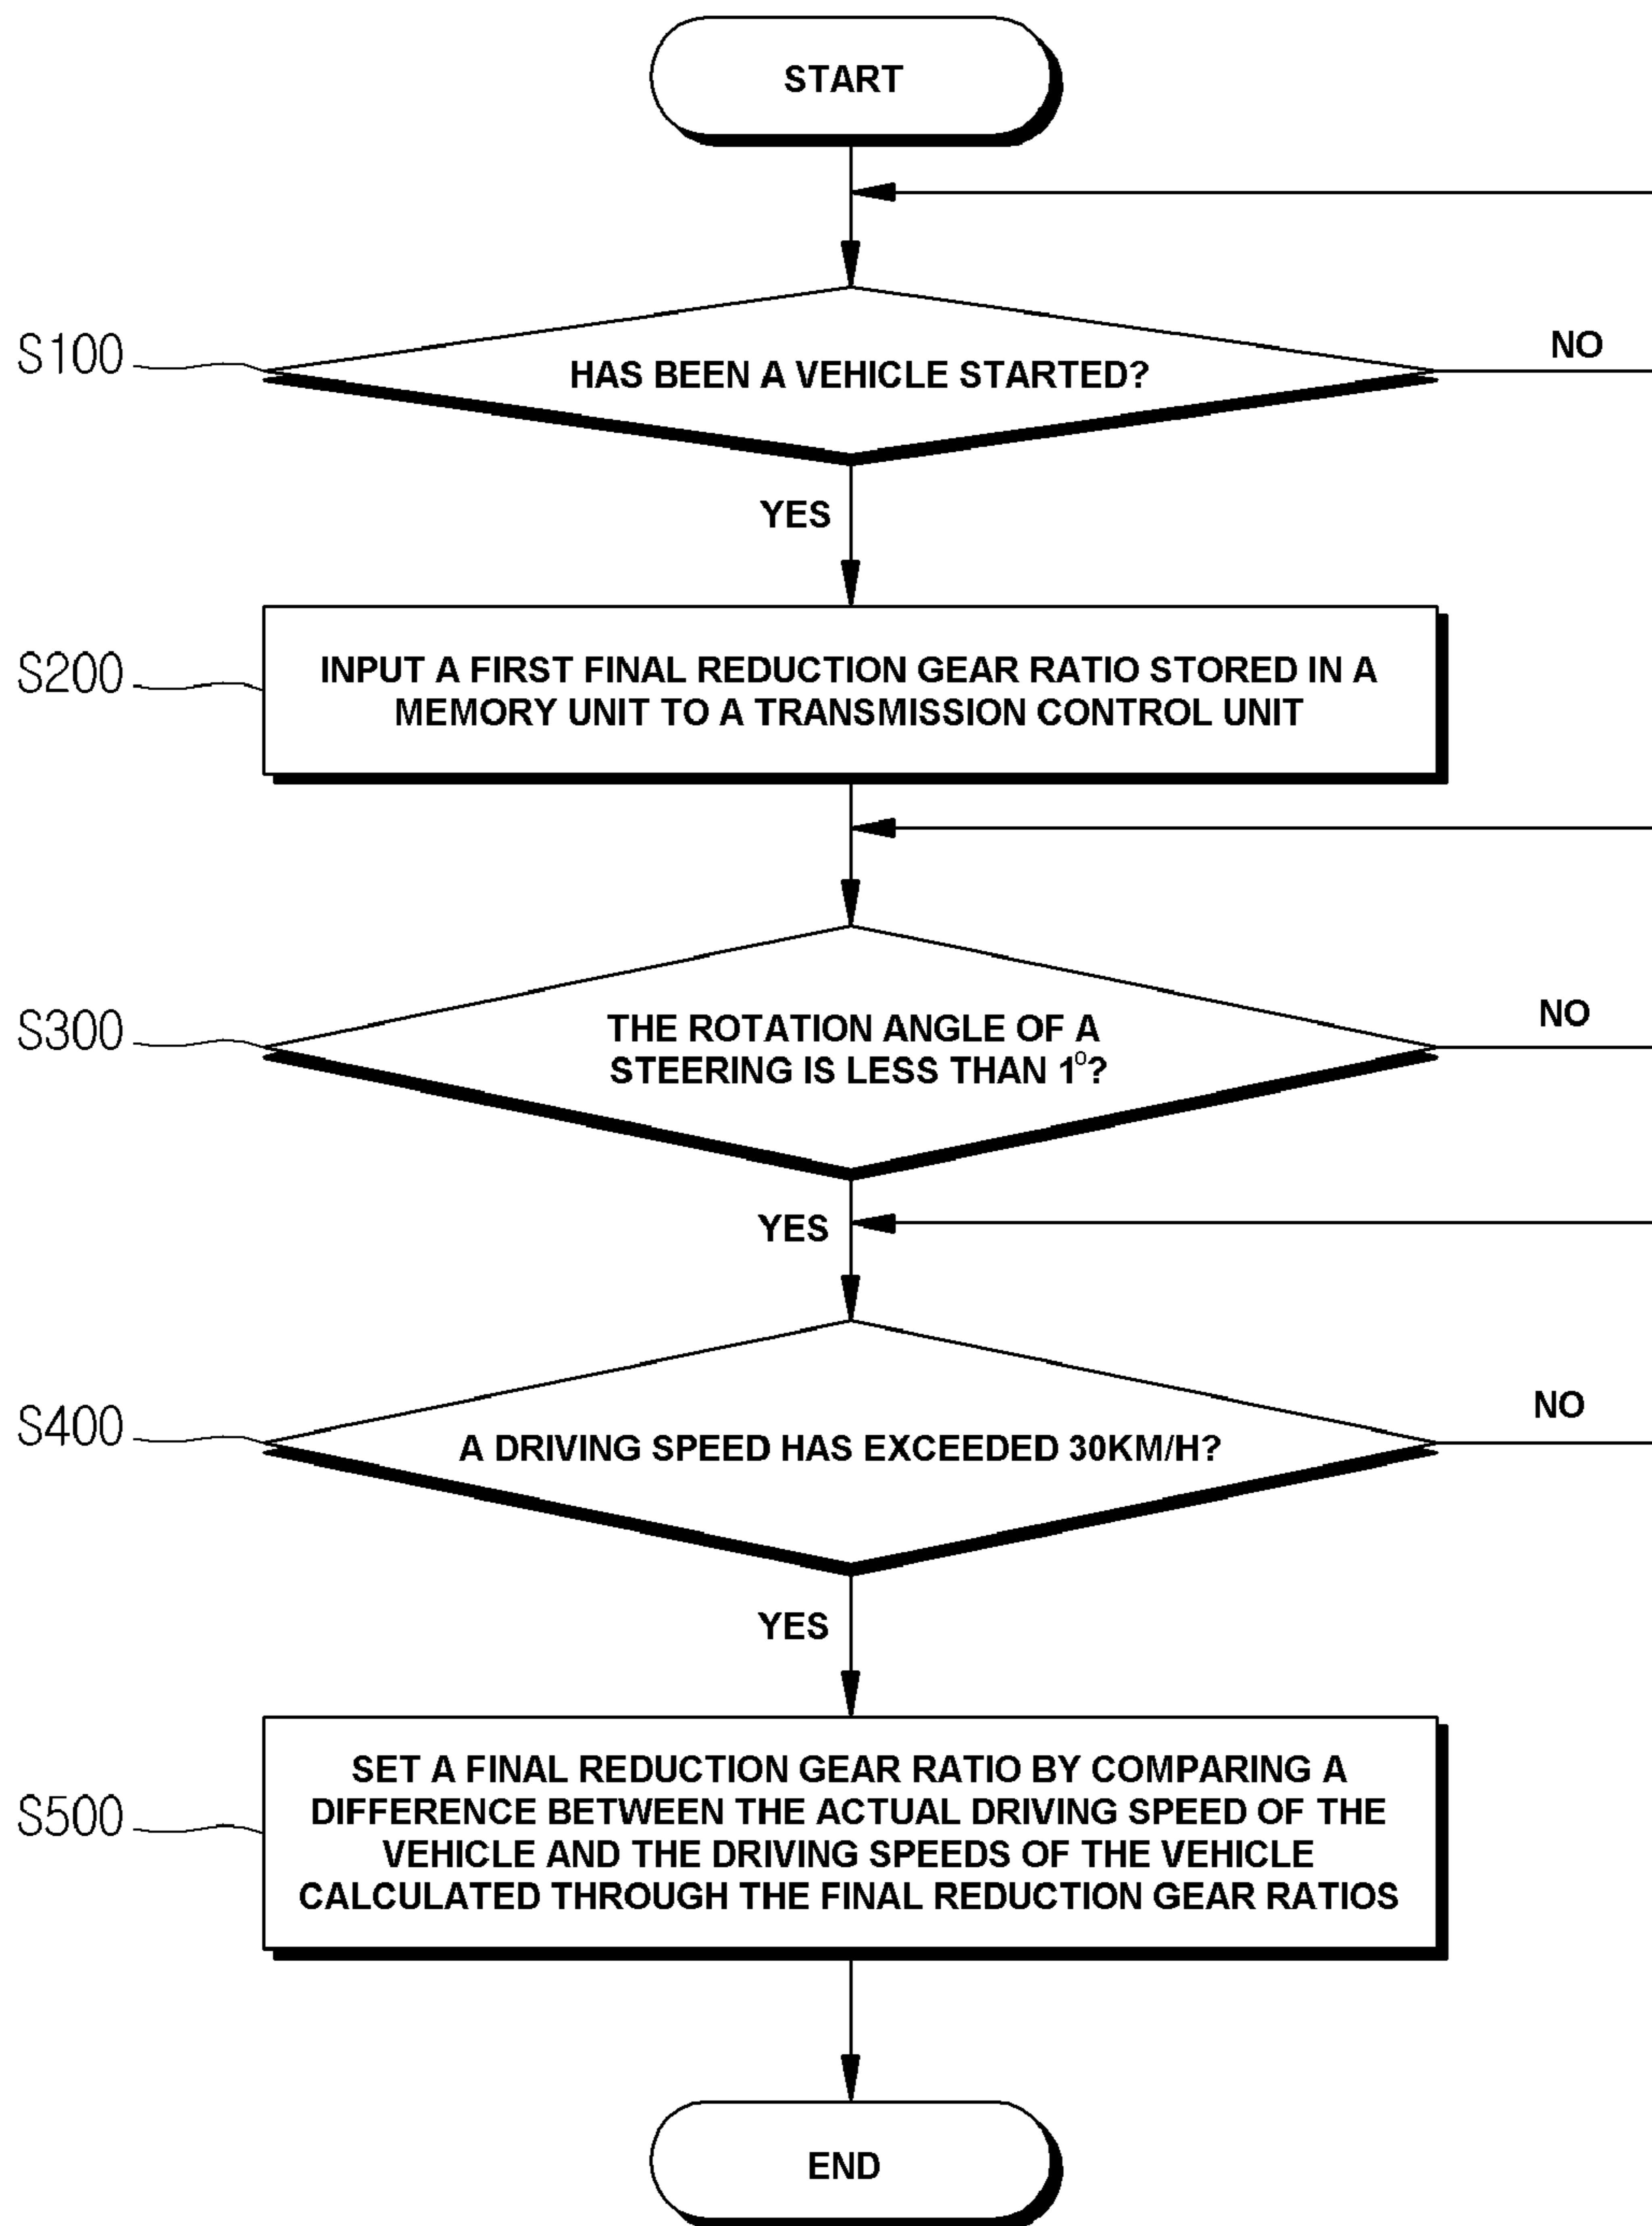 START
S100
HAS BEEN A VEHICLE STARTED?
NO
YES
S200
INPUT A FIRST FINAL REDUCTION GEAR RATIO STORED IN A
MEMORY UNIT TO A TRANSMISSION CONTROL UNIT
S300
THE ROTATION ANGLE OF A
STEERING IS LESS THAN 1°?
NO
YES
S400
A DRIVING SPEED HAS EXCEEDED 30KM/H?
NO
YES
S500
SET A FINAL REDUCTION GEAR RATIO BY COMPARING A
DIFFERENCE BETWEEN THE ACTUAL DRIVING SPEED OF THE
VEHICLE AND THE DRIVING SPEEDS OF THE VEHICLE
CALCULATED THROUGH THE FINAL REDUCTION GEAR RATIOS
END